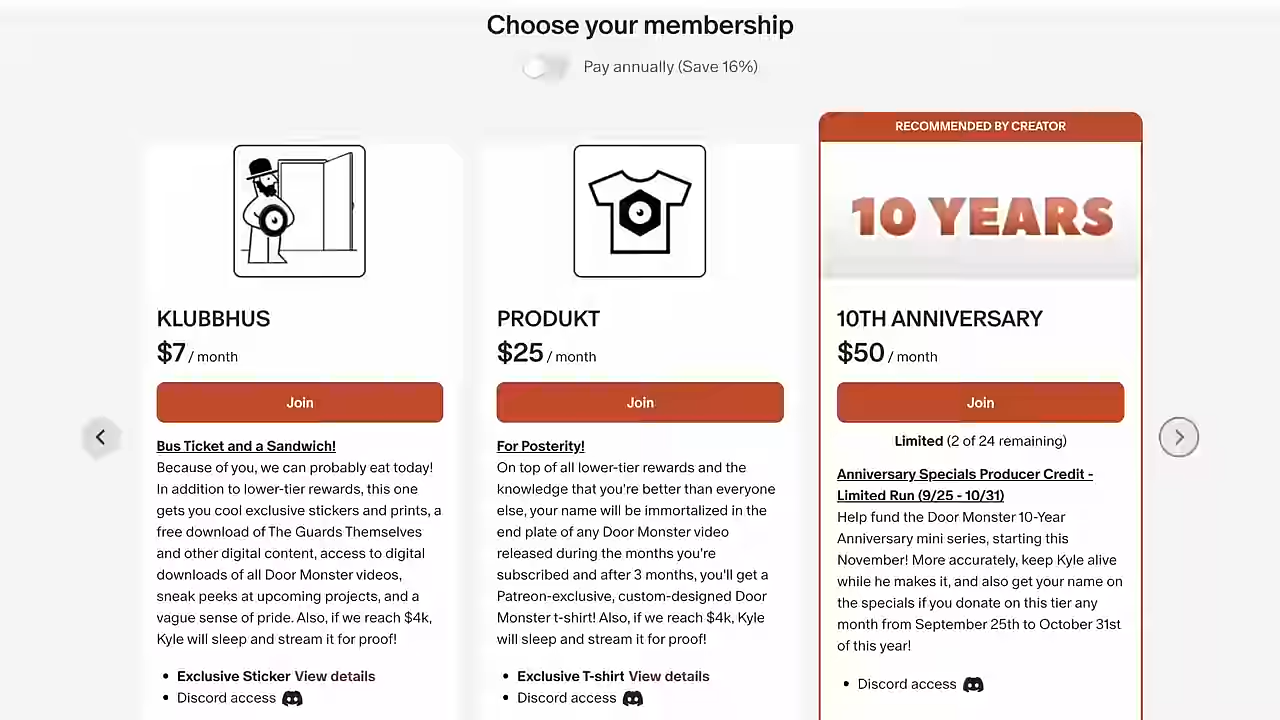 Choose your membership
Pay annually (Save 16%)
KLUBBHUS
$7 / month
Join
Bus Ticket and a Sandwich!
Because of you, we can probably eat today!
In addition to lower-tier rewards, this one
gets you cool exclusive stickers and prints, a
free download of The Guards Themselves
and other digital content, access to digital
downloads of all Door Monster videos,
sneak peeks at upcoming projects, and a
vague sense of pride. Also, if we reach $4k,
Kyle will sleep and stream it for proof!
• Exclusive Sticker View details
• Discord access
PRODUKT
$25 / month
Join
For Posterity!
On top of all lower-tier rewards and the
knowledge that you're better than everyone
else, your name will be immortalized in the
end plate of any Door Monster video
released during the months you're
subscribed and after 3 months, you'll get a
Patreon-exclusive, custom-designed Door
Monster t-shirt! Also, if we reach $4k, Kyle
will sleep and stream it for proof!
• Exclusive T-shirt View details
• Discord access
RECOMMENDED BY CREATOR
10 YEARS
10TH ANNIVERSARY
$50 / month
Join
Limited (2 of 24 remaining)
Anniversary Specials Producer Credit -
Limited Run (9/25 - 10/31)
Help fund the Door Monster 10-Year
Anniversary mini series, starting this
November! More accurately, keep Kyle alive
while he makes it, and also get your name on
the specials if you donate on this tier any
month from September 25th to October 31st
of this year!
• Discord access